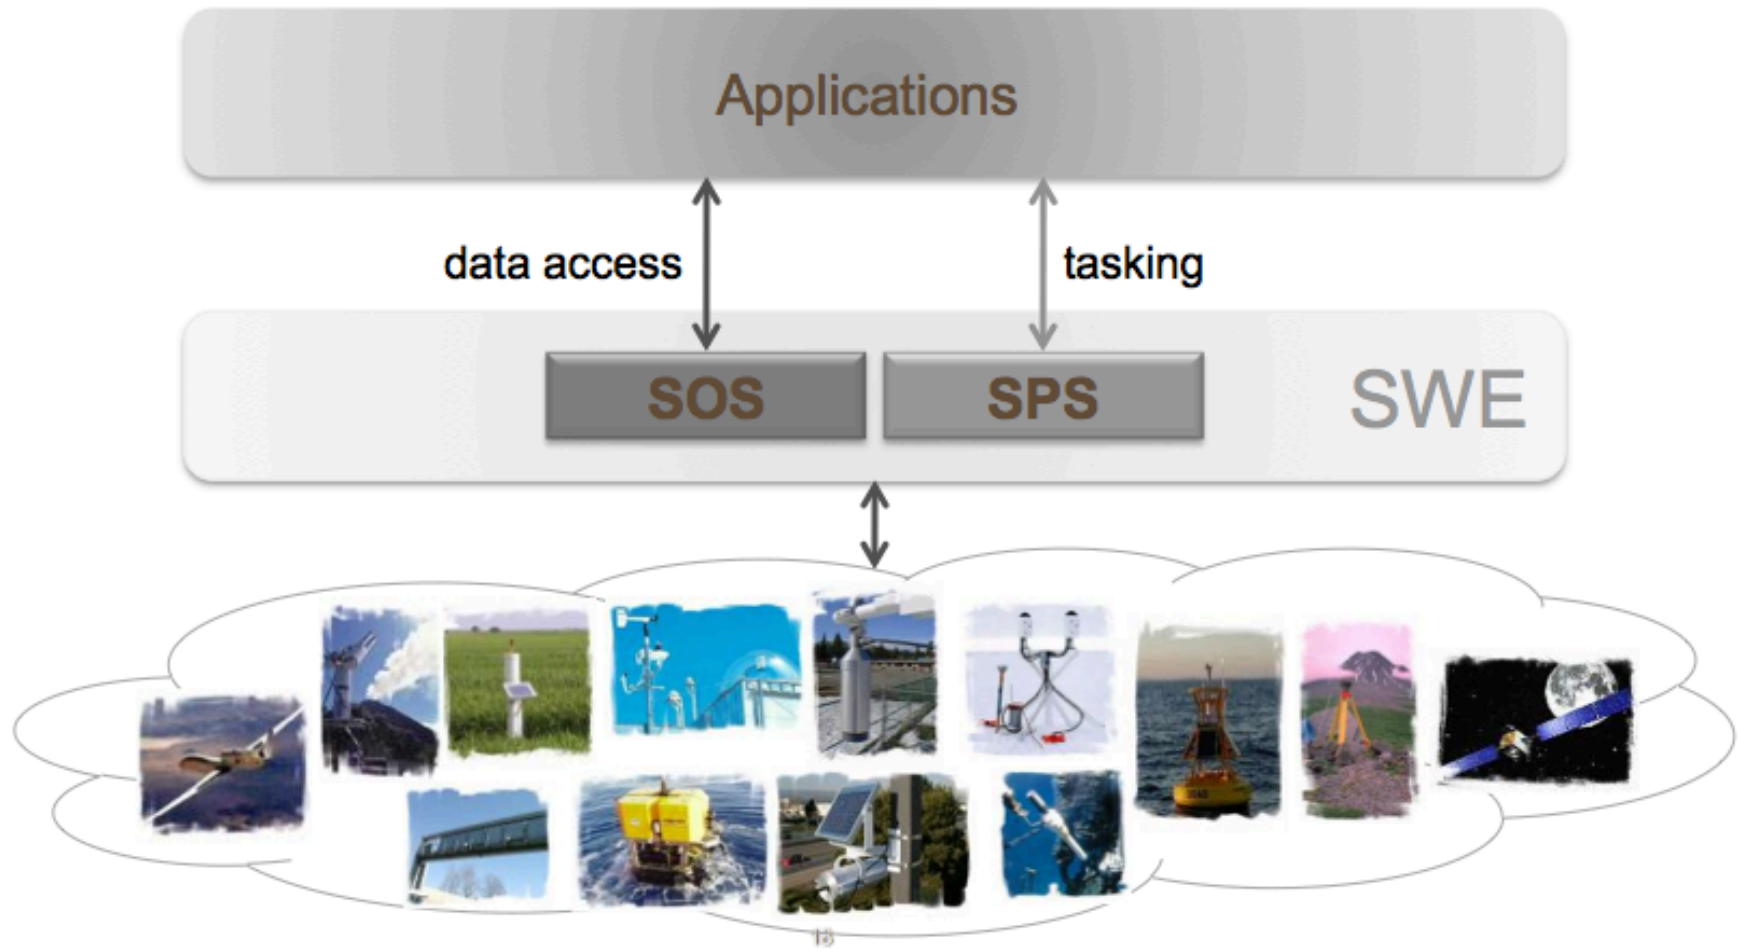 Applications
data access
tasking
SOS
SPS
SWE